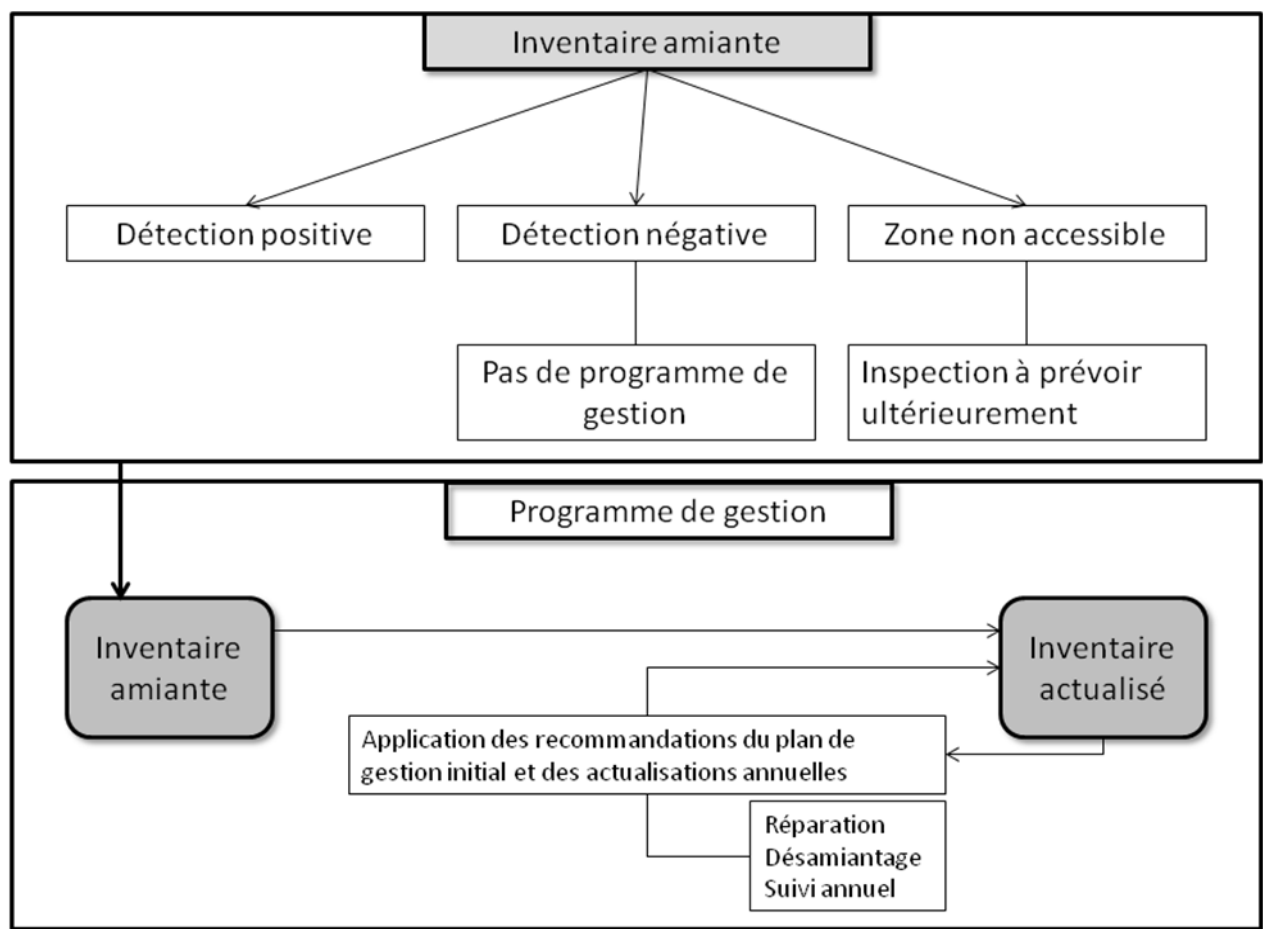 Inventaire amiante
Détection positive
Détection négative
Zone non accessible
Pas de programme de
gestion
Inspection à prévoir
ultérieurement
Programme de gestion
Inventaire
amiante
Inventaire
actualisé
Application des recommandations du plan de
gestion initial et des actualisations annuelles
Réparation
Désamiantage
Suivi annuel